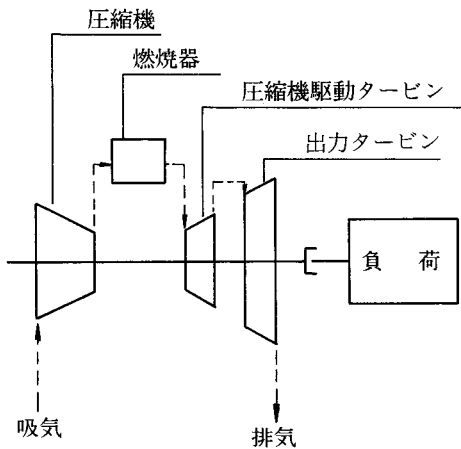 圧縮機
燃焼器
圧縮機駆動タービン
出力タービン
負 荷
吸気
排気